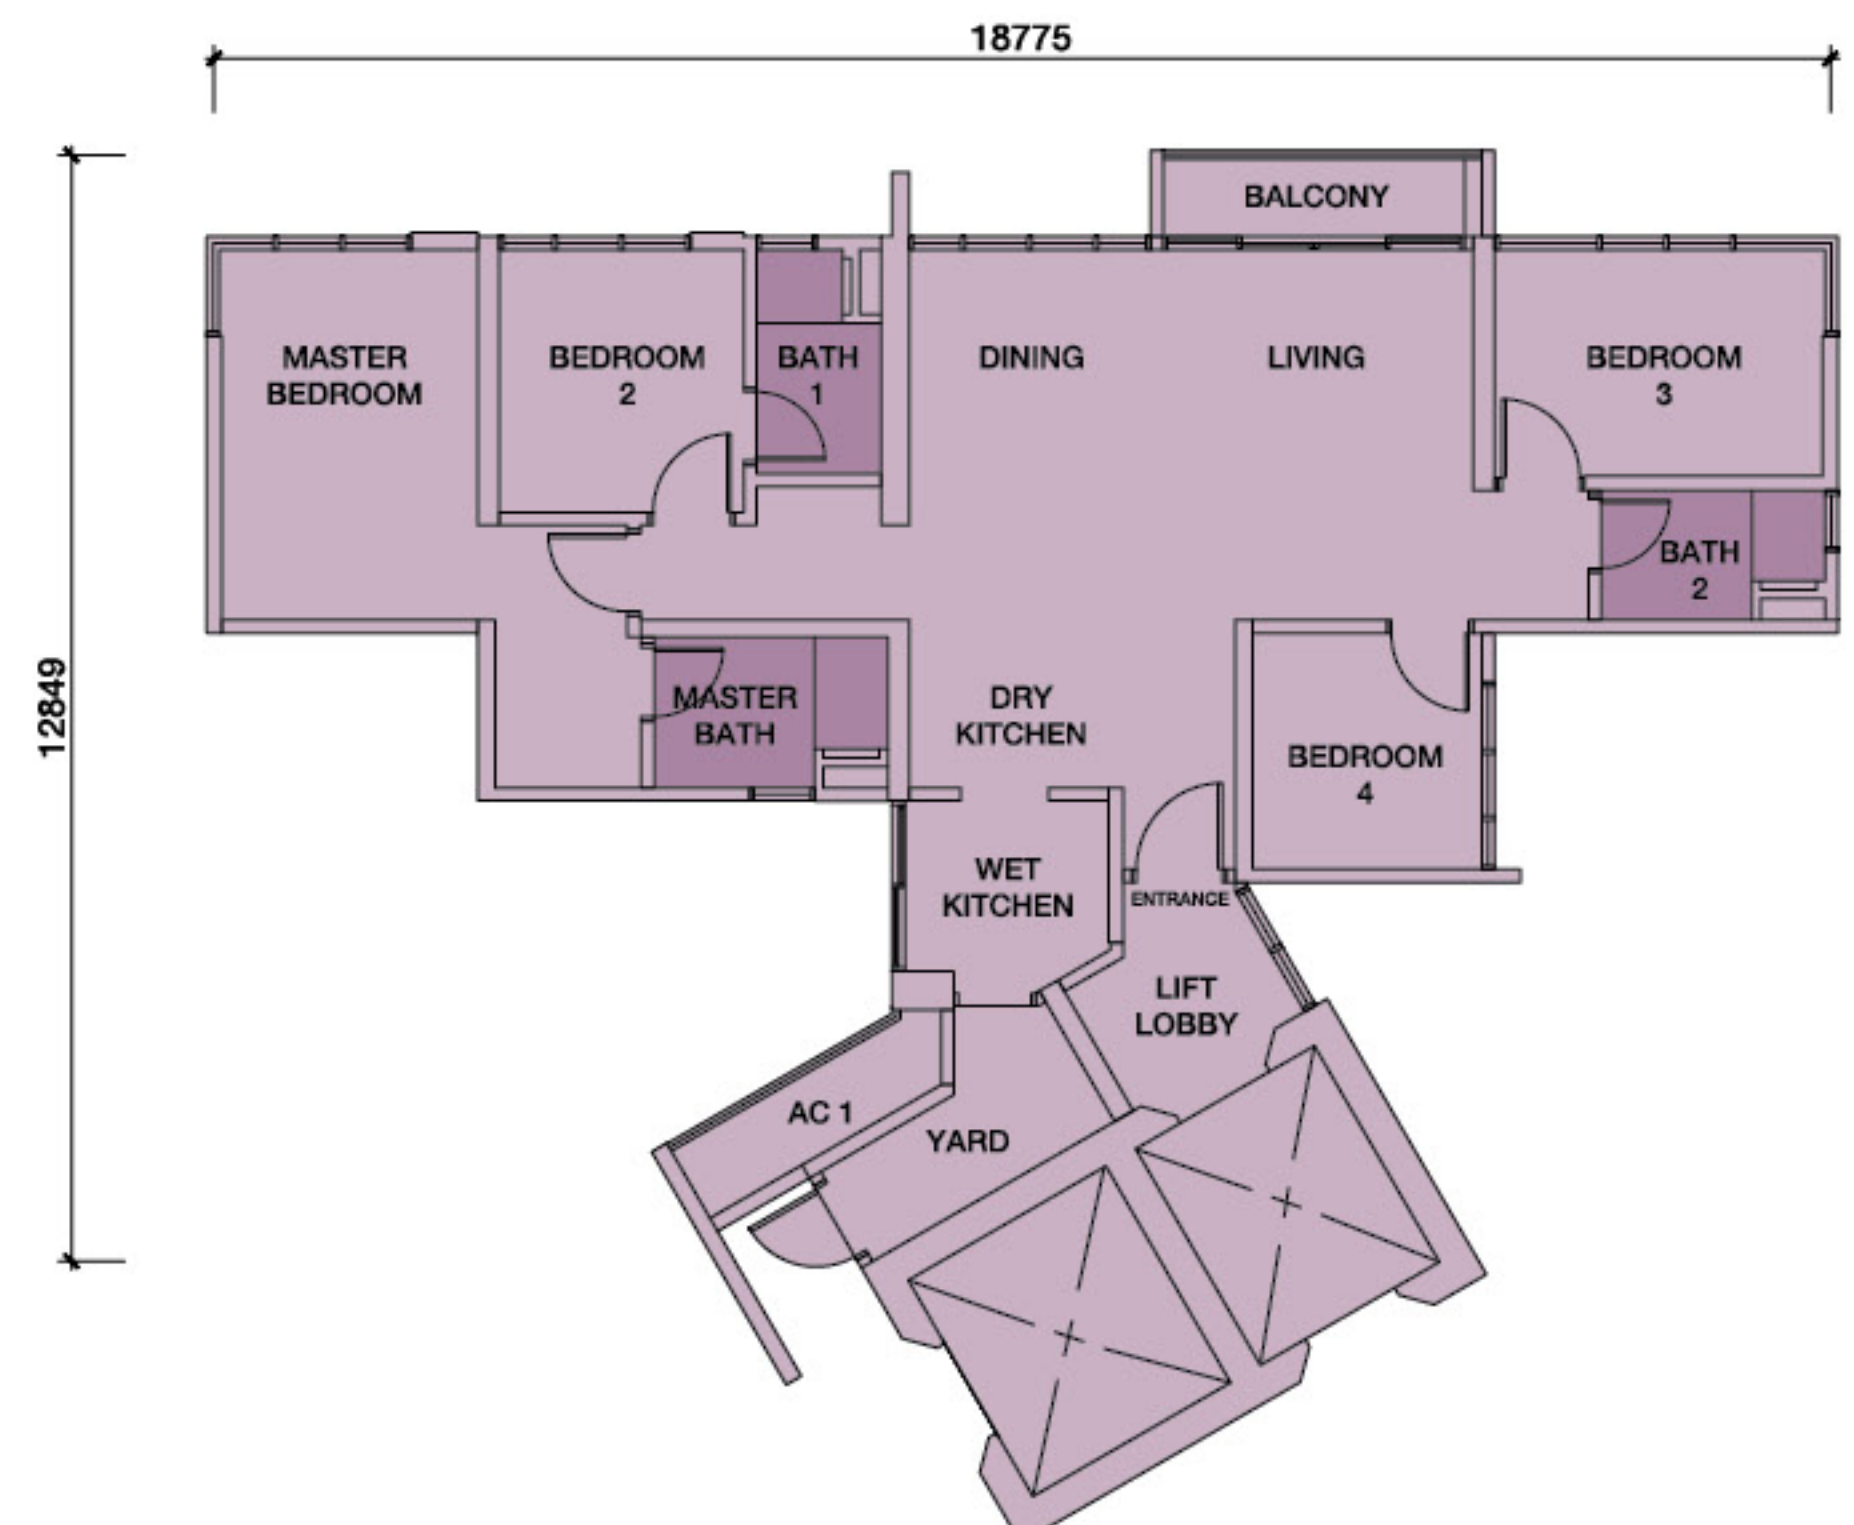 18775
12849
BALCONY
MASTER
BEDROOM
BEDROOM
2
BATH
1
DINING
LIVING
BEDROOM
3
BATH
2
MASTER
BATH
DRY
KITCHEN
BEDROOM
4
WET
KITCHEN
ENTRANCE
LIFT
LOBBY
AC 1
YARD